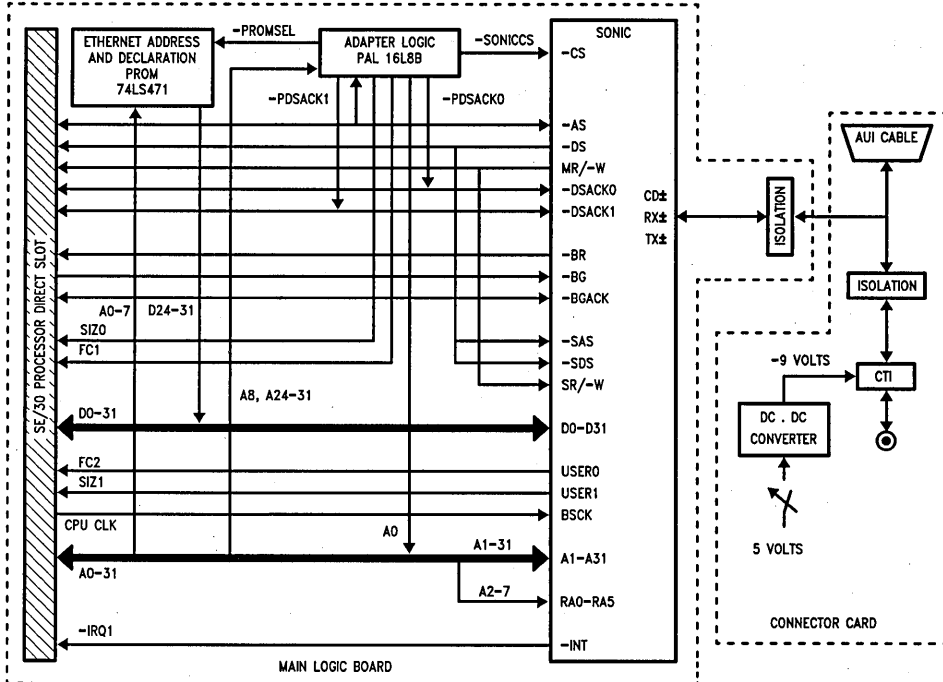 ETHERNET ADDRESS
AND DECLARATION
PROM
74LS471
-PROMSEL
ADAPTER LOGIC
PAL 16L8B
-SONICCS
SONIC
-CS
-PDSACK1
-PDSACK0
-AS
-DS
MR/-W
-DSACK0
-DSACK1
CD±
RX±
TX±
ISOLATION
AUI CABLE
SE/30 PROCESSOR DIRECT SLOT
-BR
-BG
-BGACK
A0-7
D24-31
ISOLATION
SIZ0
-SAS
FC1
-SDS
SR/-W
A8, A24-31
-9 VOLTS
CTI
D0-31
D0-D31
DC . DC
CONVERTER
FC2
USER0
SIZ1
USER1
CPU CLK
BSCK
A0
5 VOLTS
A1-31
A0-31
A1-A31
A2-7
RA0-RA5
-IRQ1
-INT
MAIN LOGIC BOARD
CONNECTOR CARD